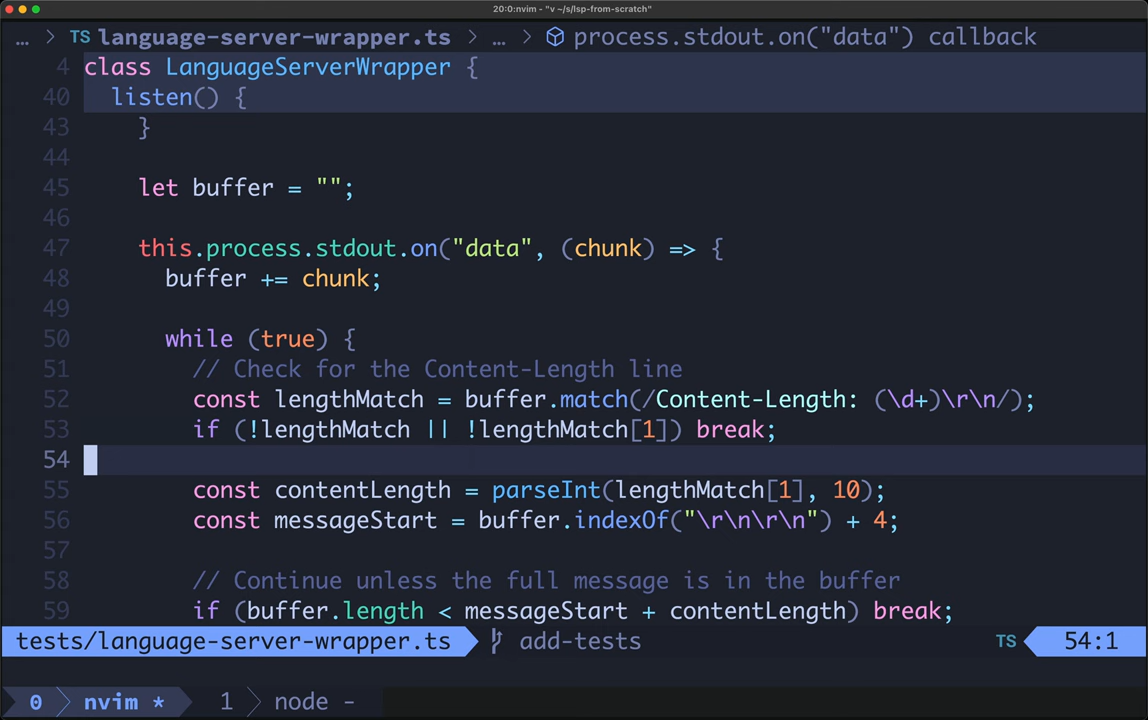 20:0:nvim - "v ~/s/lsp-from-scratch"
… > TS language-server-wrapper.ts > … > process.stdout.on("data") callback
4 class LanguageServerWrapper {
40 listen() {
43 }
44
45 let buffer = "";
46
47 this.process.stdout.on("data", (chunk) => {
48 buffer += chunk;
49
50 while (true) {
51 // Check for the Content-Length line
52 const lengthMatch = buffer.match(/Content-Length: (\d+)\r\n/);
53 if (!lengthMatch || !lengthMatch[1]) break;
54
55 const contentLength = parseInt(lengthMatch[1], 10);
56 const messageStart = buffer.indexOf("\r\n\r\n") + 4;
57
58 // Continue unless the full message is in the buffer
59 if (buffer.length < messageStart + contentLength) break;
tests/language-server-wrapper.ts add-tests TS 54:1
0 nvim * 1 node -